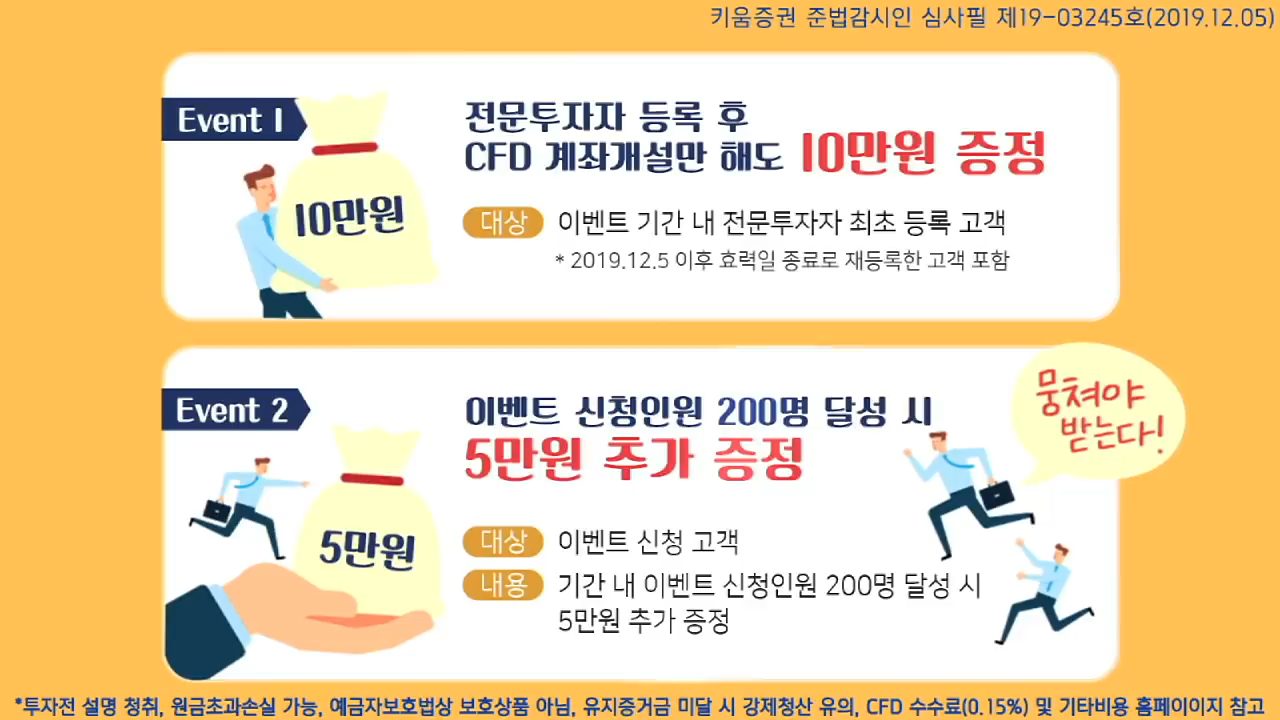 키움증권 준법감시인 심사필 제19-03245호(2019.12.05)
Event 1
10만원
전문투자자 등록 후
CFD 계좌개설만 해도 10만원 증정
대상 이벤트 기간 내 전문투자자 최초 등록 고객
* 2019.12.5 이후 효력일 종료로 재등록한 고객 포함
Event 2
5만원
이벤트 신청인원 200명 달성 시
5만원 추가 증정
뭉쳐야
받는다!
대상 이벤트 신청 고객
내용 기간 내 이벤트 신청인원 200명 달성 시
5만원 추가 증정
*투자전 설명 청취, 원금초과손실 가능, 예금자보호법상 보호상품 아님, 유지증거금 미달 시 강제청산 유의, CFD 수수료(0.15%) 및 기타비용 홈페이이지 참고